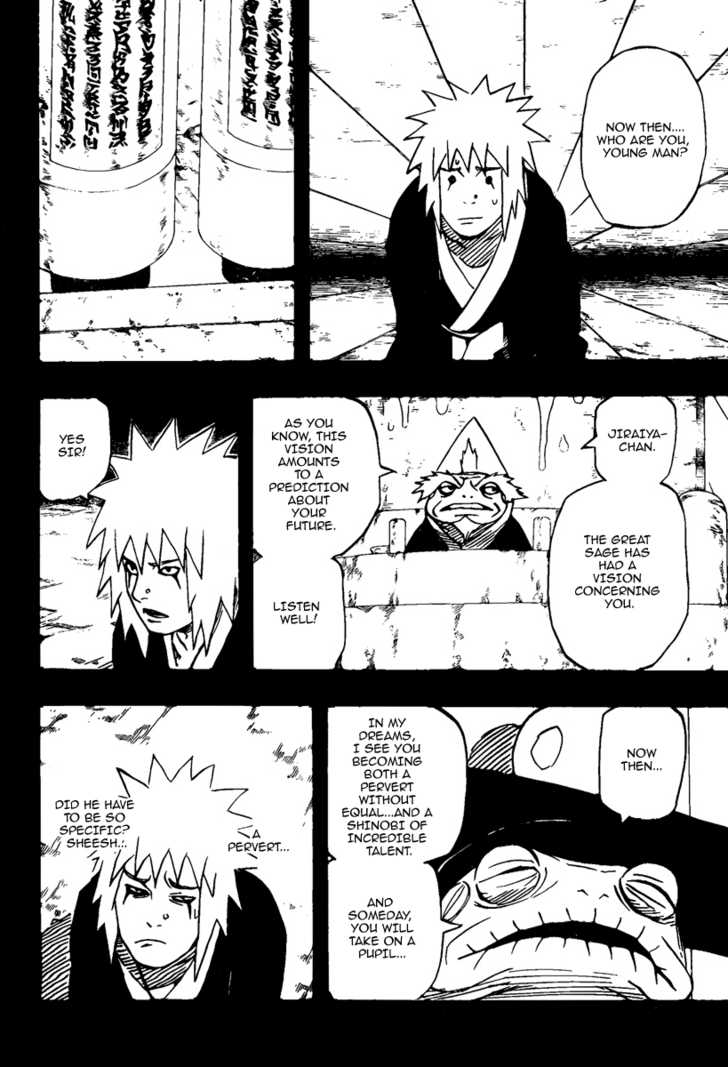 NOW THEN....
WHO ARE YOU,
YOUNG MAN?
JIRAIYA-
CHAN.
THE GREAT
SAGE HAS
HAD A
VISION
CONCERNING
YOU.
AS YOU
KNOW, THIS
VISION
AMOUNTS
TO A
PREDICTION
ABOUT
YOUR
FUTURE.
LISTEN
WELL!
YES
SIR!
NOW
THEN...
IN MY
DREAMS,
I SEE YOU
BECOMING
BOTH A
PERVERT
WITHOUT
EQUAL...AND A
SHINOBI OF
INCREDIBLE
TALENT.
AND
SOMEDAY,
YOU WILL
TAKE ON A
PUPIL...
A
PERVERT...
DID HE HAVE
TO BE SO
SPECIFIC?
SHEESH...